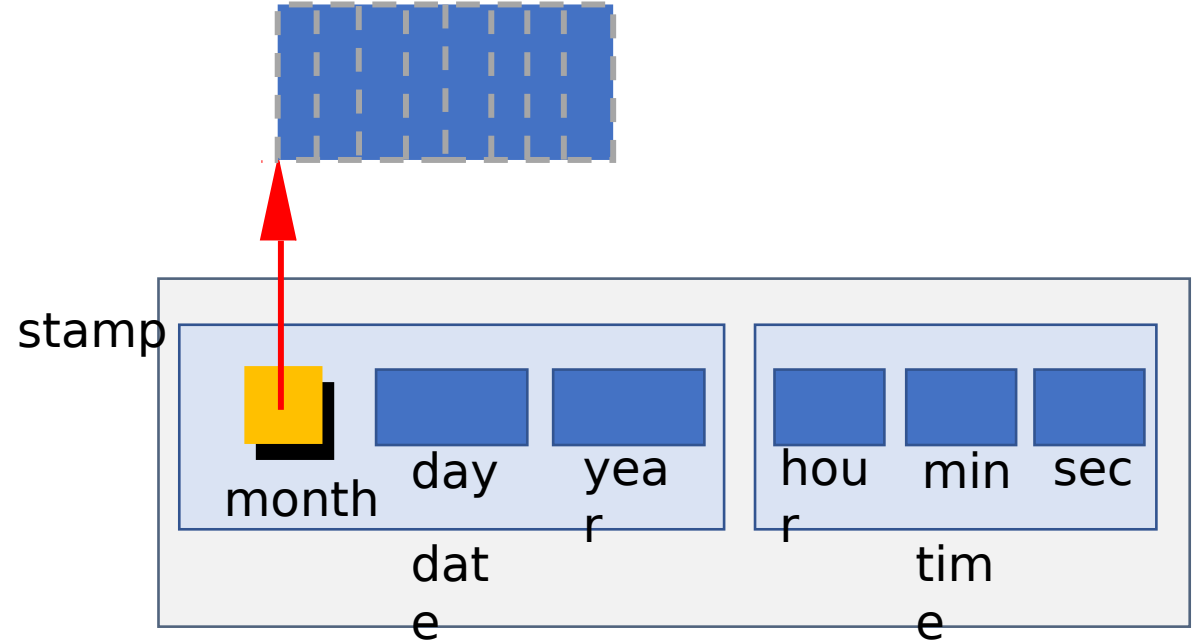 stamp
month
day
yea
r
hou
r
min
sec
dat
e
tim
e